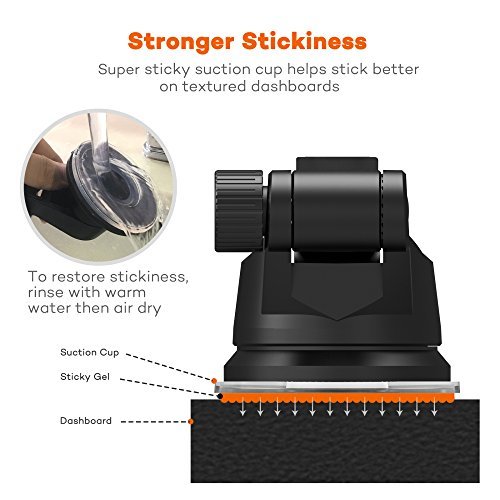 Stronger Stickiness
Super sticky suction cup helps stick better
on textured dashboards
To restore stickiness,
rinse with warm
water then air dry
Suction Cup
Sticky Gel
Dashboard